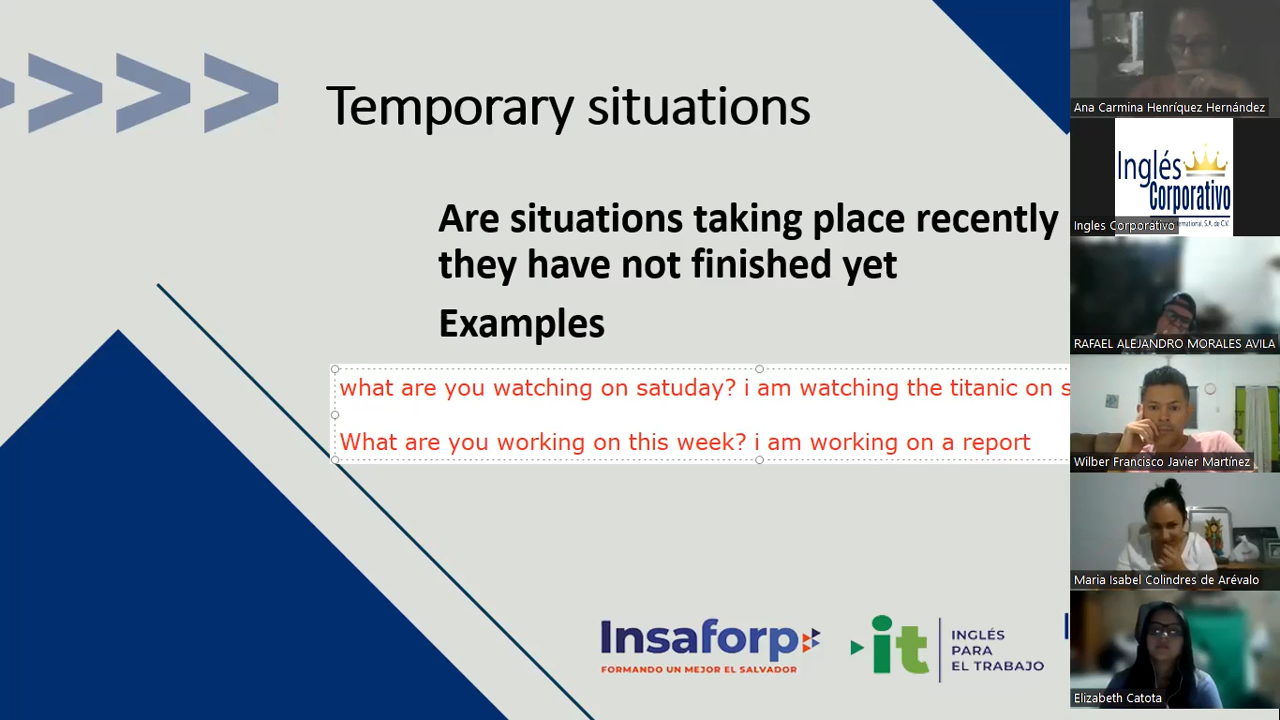 Temporary situations
Are situations taking place recently
they have not finished yet
Examples
what are you watching on satuday? i am watching the titanic on s
What are you working on this week? i am working on a report
Insaforp
FORMANDO UN MEJOR EL SALVADOR
it
INGLÉS
PARA
EL TRABAJO
Ana Carmina Henríquez Hernández
Inglés
Corporativo
Ingles Corporativo
RAFAEL ALEJANDRO MORALES AVILA
Wilber Francisco Javier Martínez
Maria Isabel Colindres de Arévalo
Elizabeth Catota